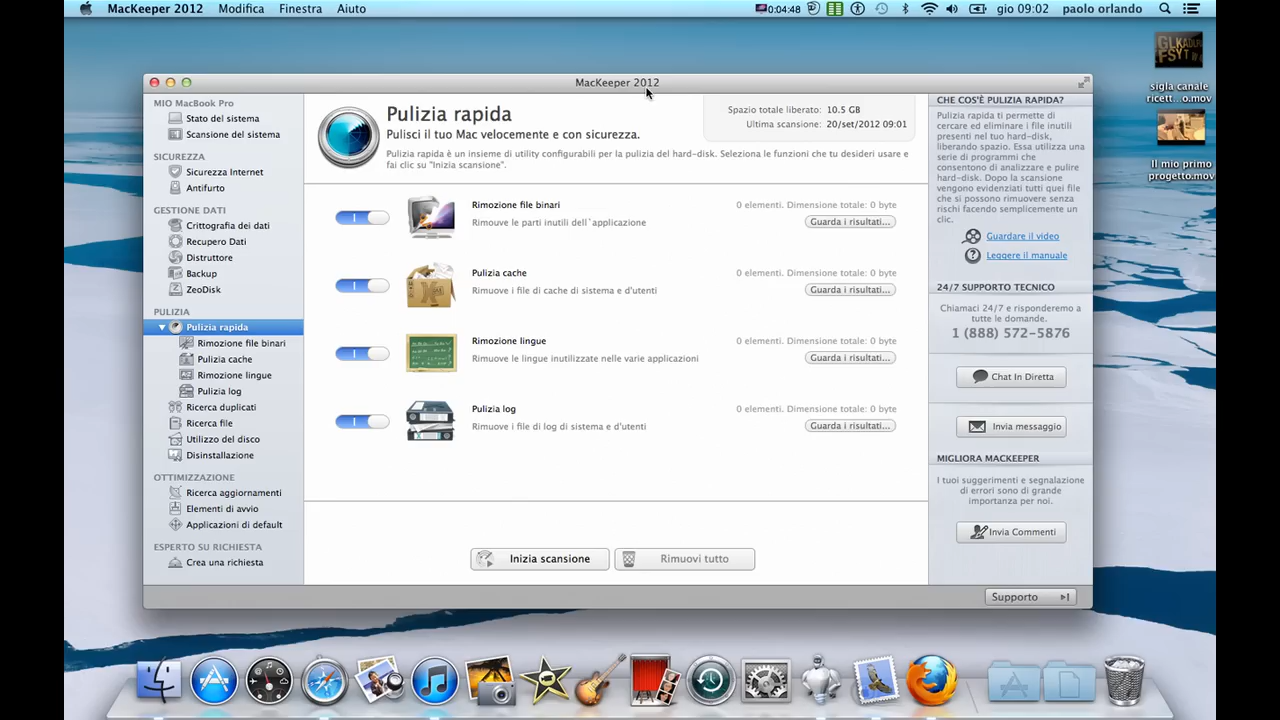 MacKeeper 2012 Modifica Finestra Aiuto 0:04:48 gio 09:02 paolo orlando
MacKeeper 2012
MIO MacBook Pro
Stato del sistema
Scansione del sistema
SICUREZZA
Sicurezza Internet
Antifurto
GESTIONE DATI
Crittografia dei dati
Recupero Dati
Distruttore
Backup
ZeoDisk
PULIZIA
Pulizia rapida
Rimozione file binari
Pulizia cache
Rimozione lingue
Pulizia log
Ricerca duplicati
Ricerca file
Utilizzo del disco
Disinstallazione
OTTIMIZZAZIONE
Ricerca aggiornamenti
Elementi di avvio
Applicazioni di default
ESPERTO SU RICHIESTA
Crea una richiesta
Pulizia rapida
Pulisci il tuo Mac velocemente e con sicurezza.
Pulizia rapida è un insieme di utility configurabili per la pulizia del hard-disk. Seleziona le funzioni che tu desideri usare e
fai clic su "Inizia scansione".
Spazio totale liberato: 10.5 GB
Ultima scansione: 20/set/2012 09:01
Rimozione file binari
Rimuove le parti inutili dell`applicazione
0 elementi. Dimensione totale: 0 byte
Guarda i risultati...
Pulizia cache
Rimuove i file di cache di sistema e d'utenti
0 elementi. Dimensione totale: 0 byte
Guarda i risultati...
Rimozione lingue
Rimuove le lingue inutilizzate nelle varie applicazioni
0 elementi. Dimensione totale: 0 byte
Guarda i risultati...
Pulizia log
Rimuove i file di log di sistema e d'utenti
0 elementi. Dimensione totale: 0 byte
Guarda i risultati...
Inizia scansione
Rimuovi tutto
CHE COS'È PULIZIA RAPIDA?
Pulizia rapida ti permette di
cercare ed eliminare i file inutili
presenti nel tuo hard-disk,
liberando spazio. Essa utilizza una
serie di programmi che
consentono di analizzare e pulire
hard-disk. Dopo la scansione
vengono evidenziati tutti quei file
che si possono rimuovere senza
rischi facendo semplicemente un
clic.
Guardare il video
Leggere il manuale
24/7 SUPPORTO TECNICO
Chiamaci 24/7 e risponderemo a
tutte le domande.
1 (888) 572-5876
Chat In Diretta
Invia messaggio
MIGLIORA MACKEEPER
I tuoi suggerimenti e segnalazione
di errori sono di grande
importanza per noi.
Invia Commenti
Supporto
sigla canale
ricett...o.mov
Il mio primo
progetto.mov